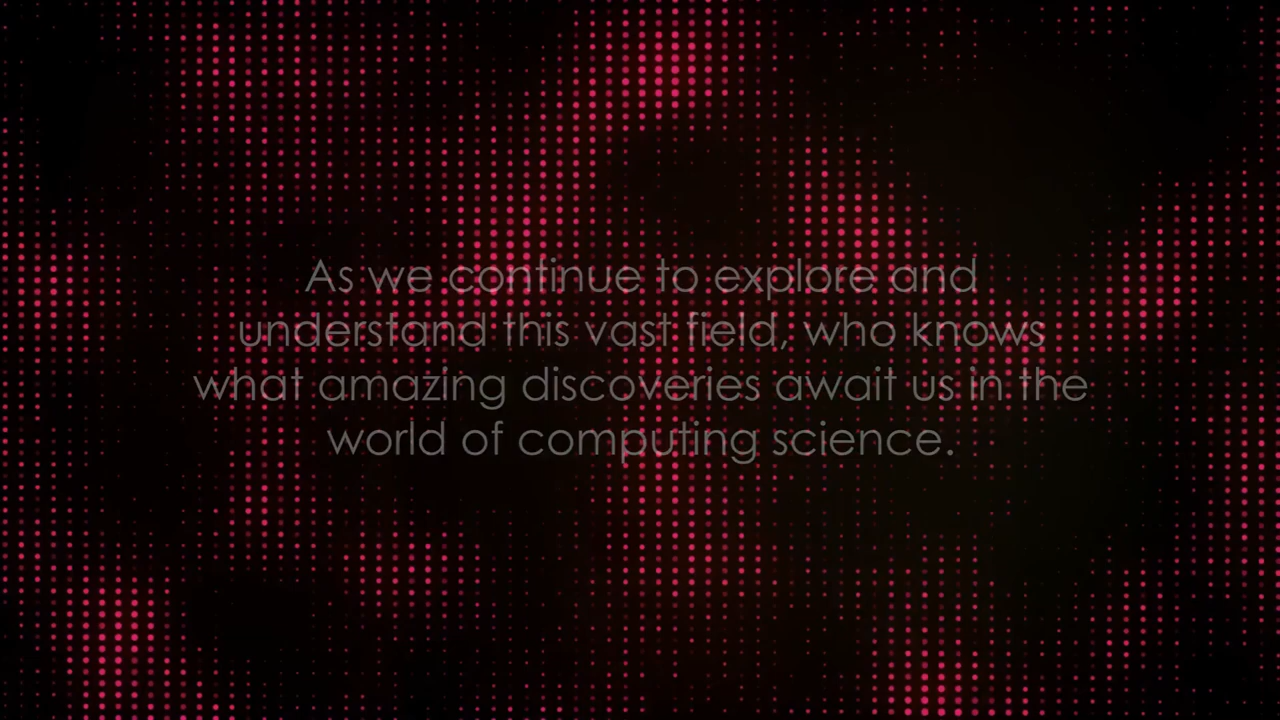 As we continue to explore and
understand this vast field, who knows
what amazing discoveries await us in the
world of computing science.